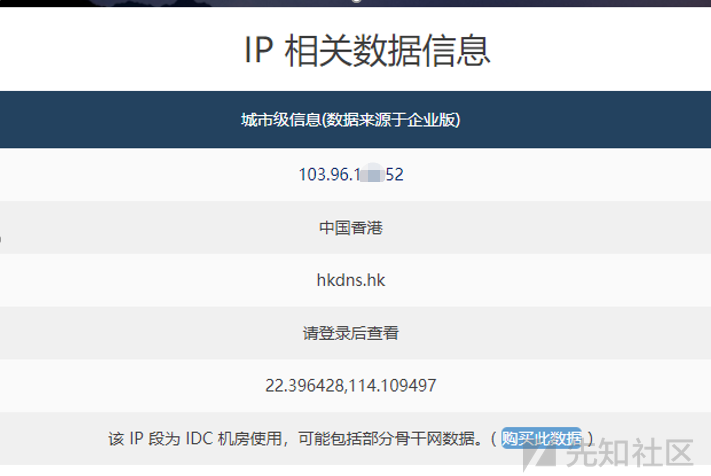 IP 相关数据信息
城市级信息(数据来源于企业版)
103.96.1 52
中国香港
hkdns.hk
请登录后查看
22.396428,114.109497
该 IP 段为 IDC 机房使用，可能包括部分骨干网数据。( 购买此数据 )
先知社区